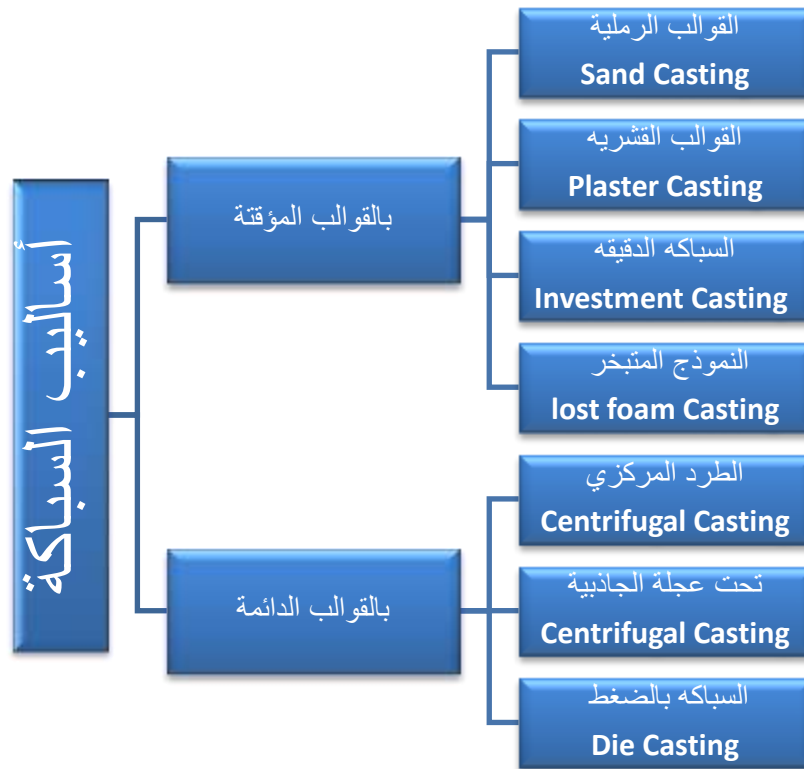 أساليب السباكة
بالقوالب المؤقتة
القوالب الرملية
Sand Casting
القوالب القشريه
Plaster Casting
السباكه الدقيقه
Investment Casting
النموذج المتبخر
lost foam Casting
بالقوالب الدائمة
الطرد المركزي
Centrifugal Casting
تحت عجلة الجاذبية
Centrifugal Casting
السباكه بالضغط
Die Casting